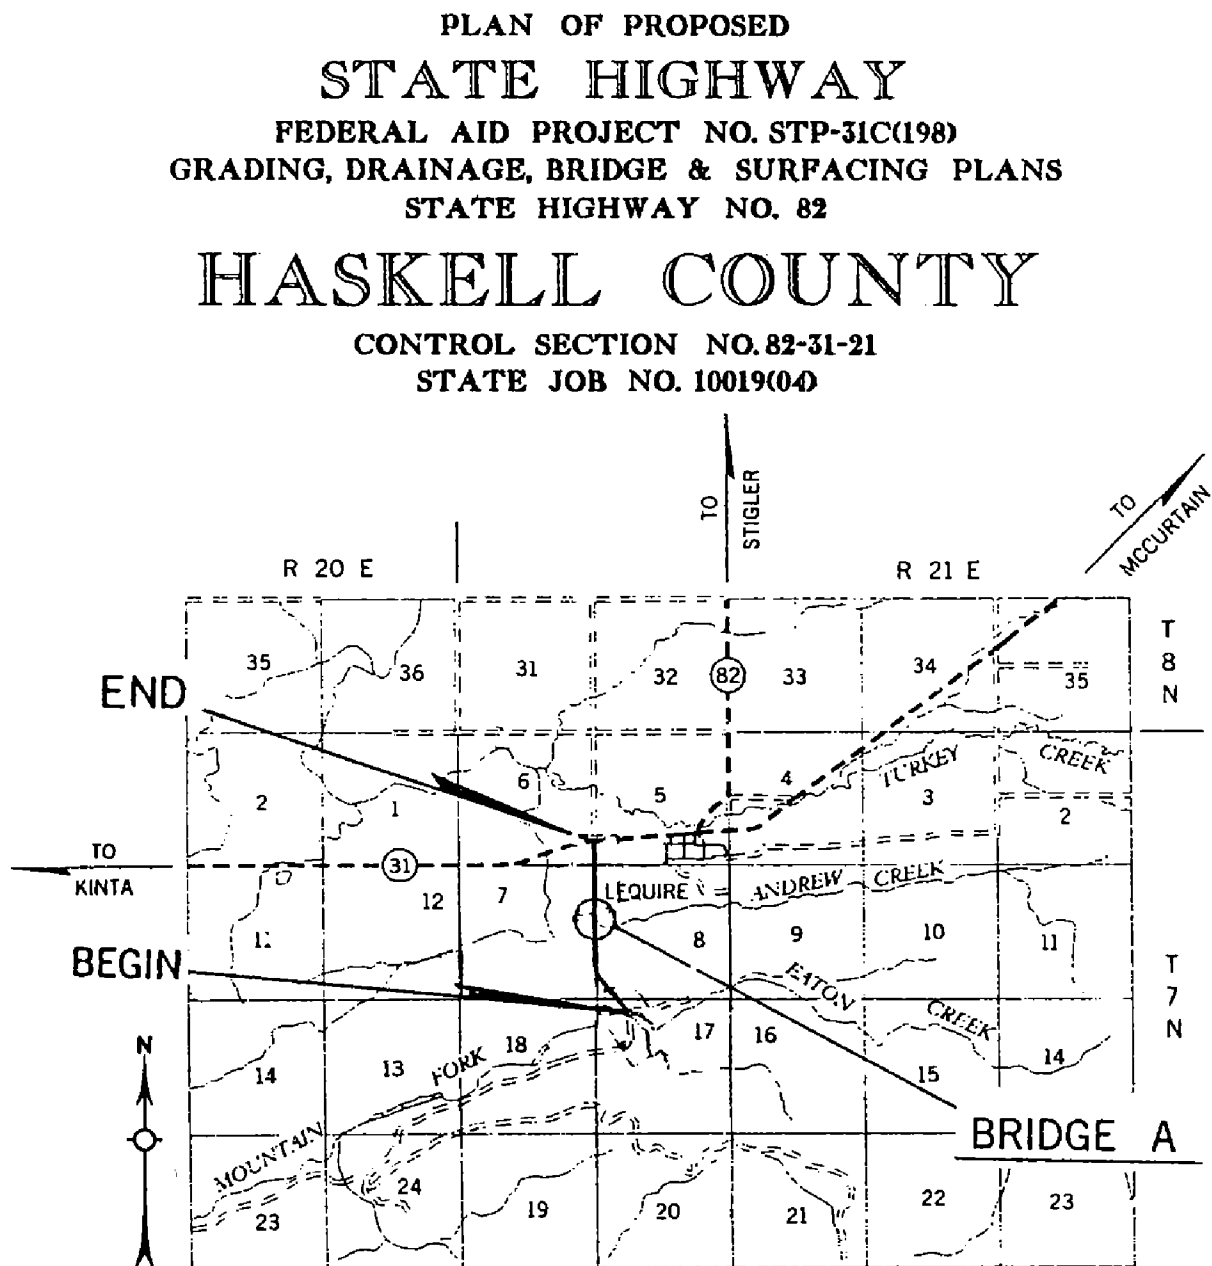 PLAN OF PROPOSED
STATE HIGHWAY
FEDERAL AID PROJECT NO. STP-31C(198)
GRADING, DRAINAGE, BRIDGE & SURFACING PLANS
STATE HIGHWAY NO. 82
HASKELL COUNTY
CONTROL SECTION NO. 82-31-21
STATE JOB NO. 10019(04)
TO STIGLER
TO MCCURTAIN
R 20 E
R 21 E
T 8 N
35 36 31 32 82 33 34 35
END
6 4 TURKEY CREEK
2 1 5 3 2
TO KINTA
31
LEQUIRE ANDREW CREEK
12 7
11 8 9 10 11
BEGIN
EATON CREEK
T 7 N
N
18 17 16
14 13 FORK 15 14
MOUNTAIN
BRIDGE A
24 22 23
23 19 20 21